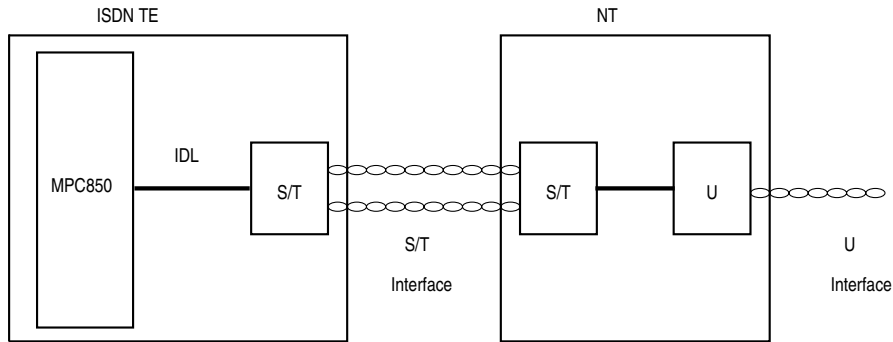 ISDN TE
NT
IDL
MPC850
S/T
S/T
U
S/T
Interface
U
Interface